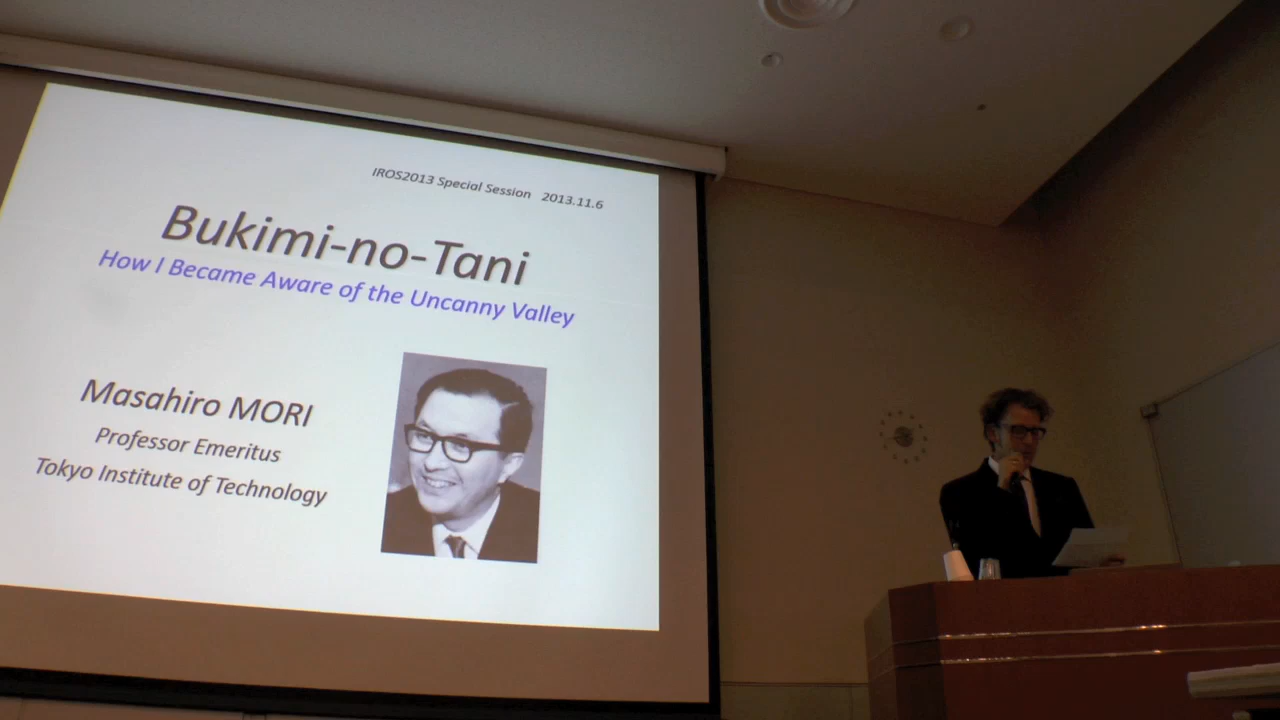 IROS2013 Special Session 2013.11.6
Bukimi-no-Tani
How I Became Aware of the Uncanny Valley
Masahiro MORI
Professor Emeritus
Tokyo Institute of Technology